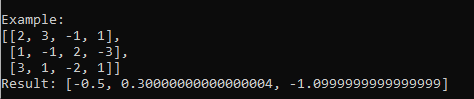 Example:
[[2, 3, -1, 1],
 [1, -1, 2, -3],
 [3, 1, -2, 1]]
Result: [-0.5, 0.30000000000000004, -1.0999999999999999]